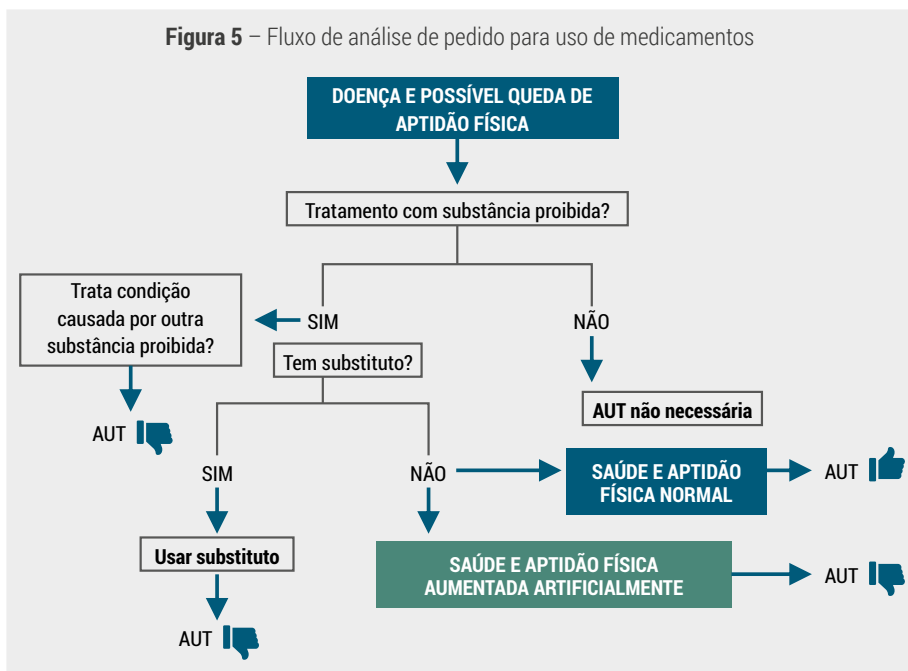 Figura 5 – Fluxo de análise de pedido para uso de medicamentos
DOENÇA E POSSÍVEL QUEDA DE
APTIDÃO FÍSICA
Tratamento com substância proibida?
Trata condição
causada por outra
substância proibida?
SIM
NÃO
Tem substituto?
AUT não necessária
AUT
SIM
NÃO
SAÚDE E APTIDÃO
FÍSICA NORMAL
AUT
Usar substituto
SAÚDE E APTIDÃO FÍSICA
AUMENTADA ARTIFICIALMENTE
AUT
AUT